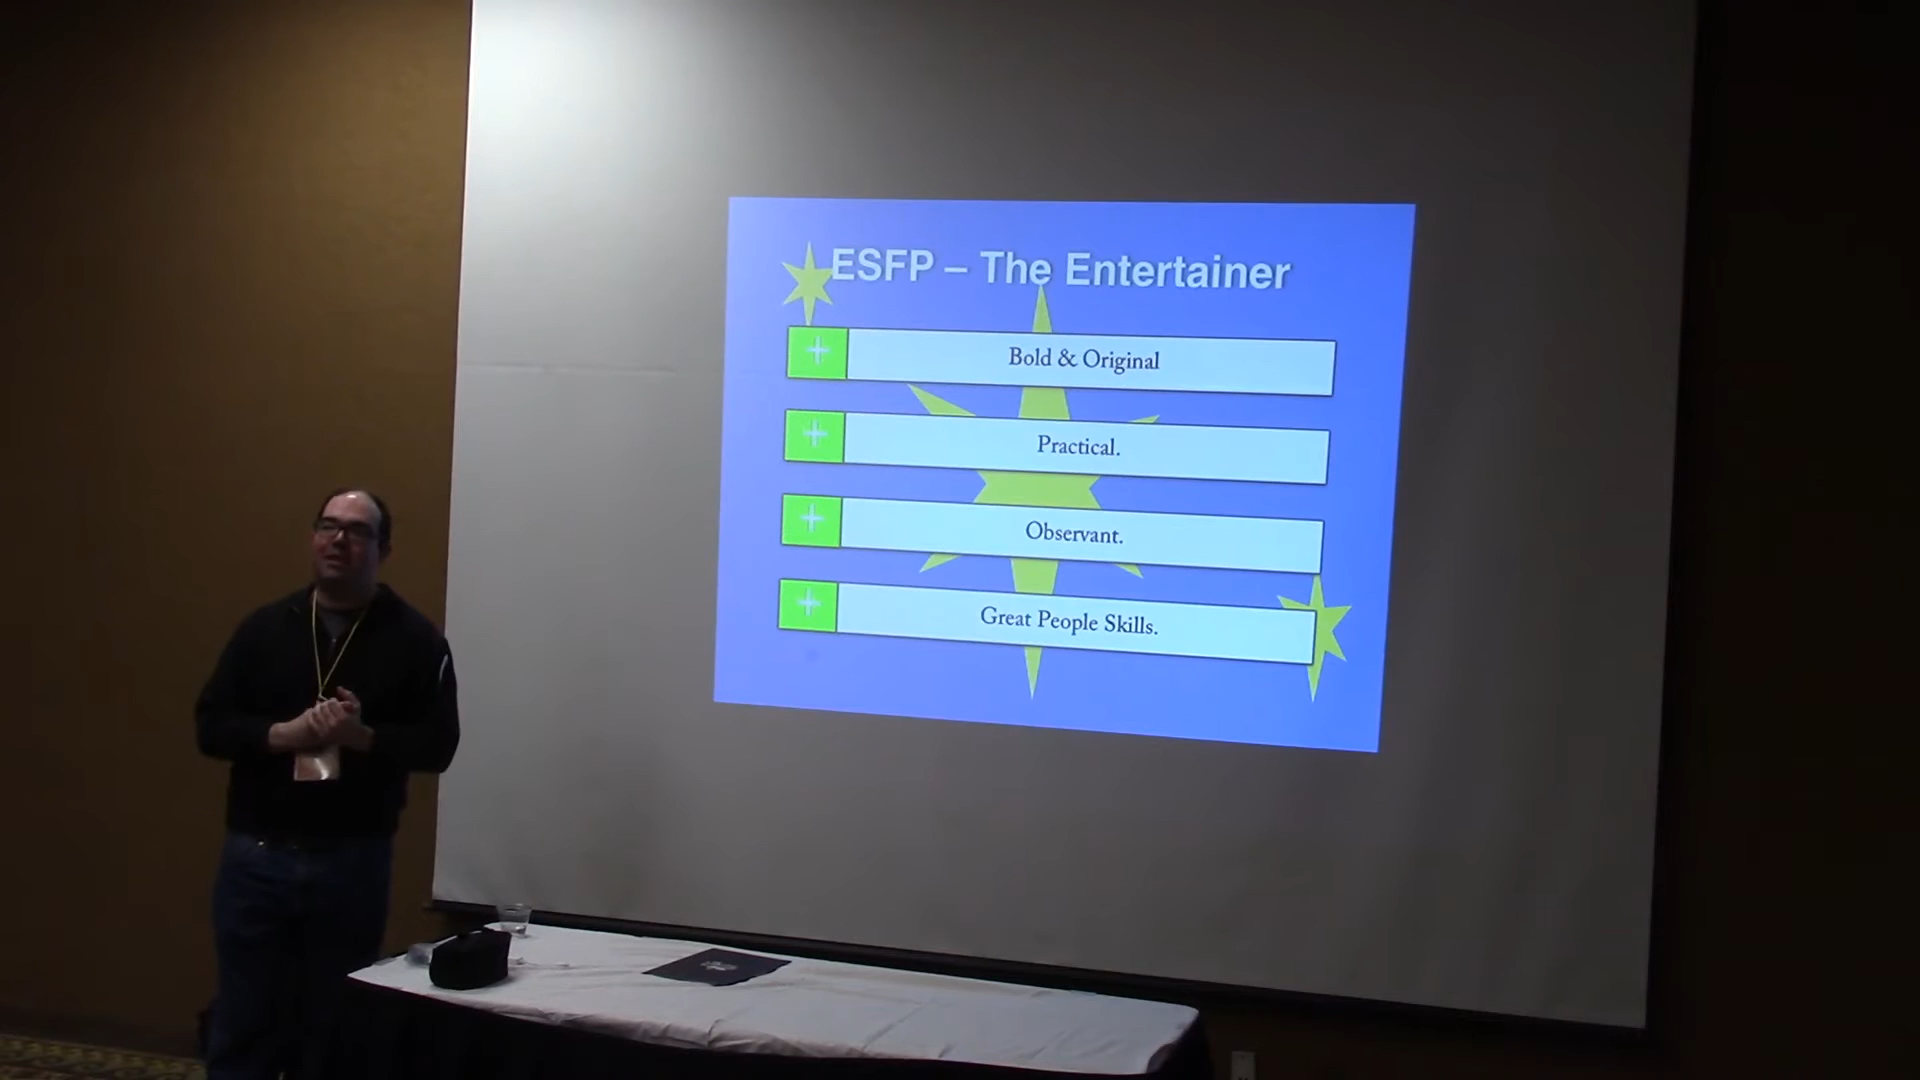 ESFP – The Entertainer
+ Bold & Original
+ Practical.
+ Observant.
+ Great People Skills.